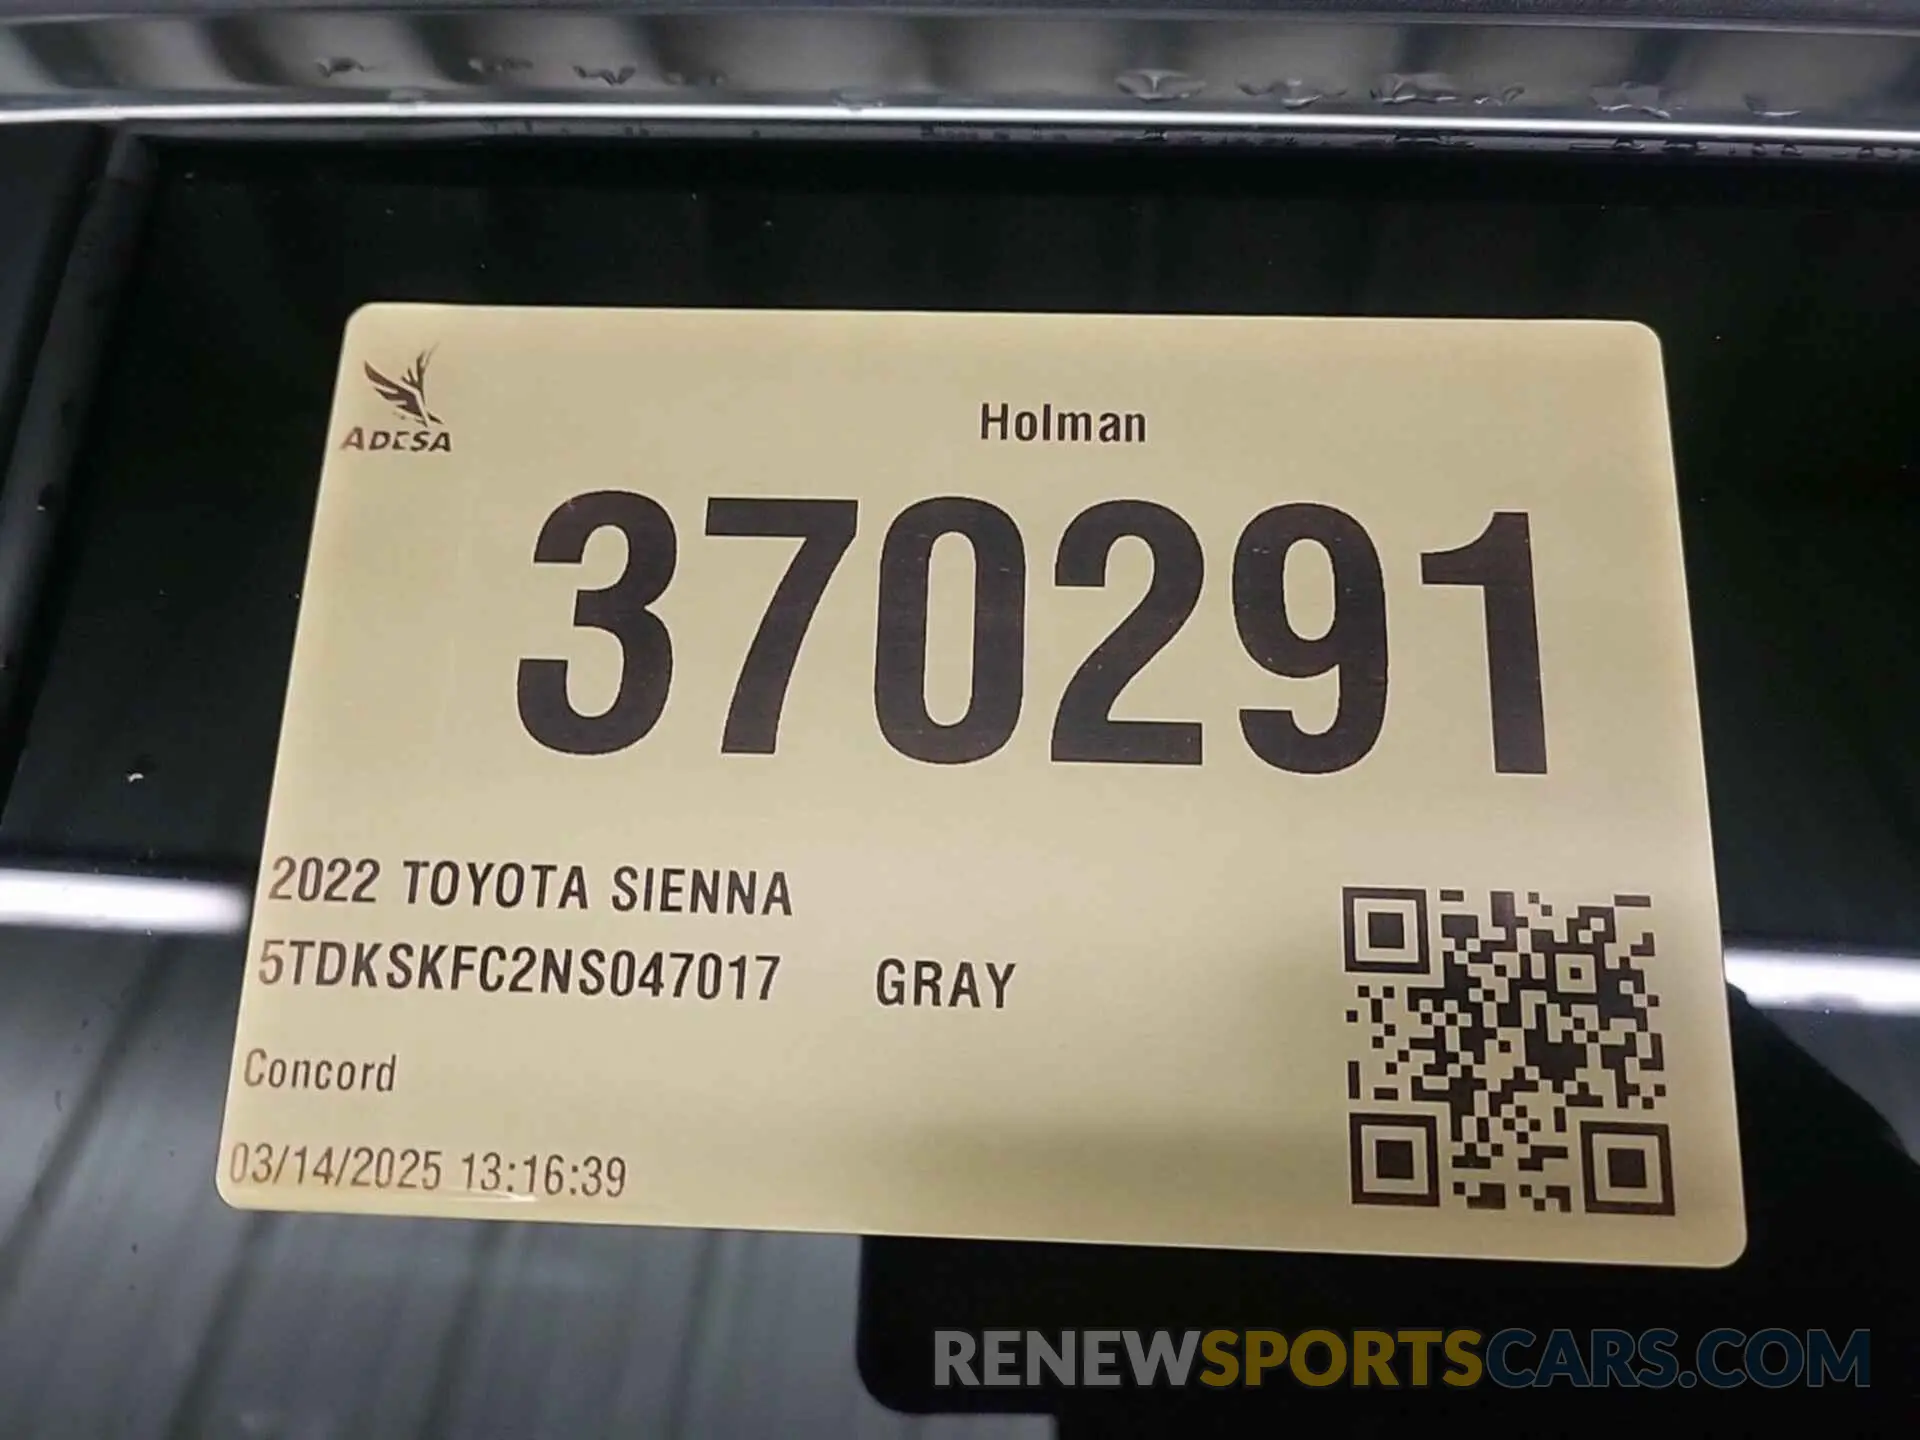 ADESA
Holman
370291
2022 TOYOTA SIENNA
5TDKSKFC2NS047017 GRAY
Concord
03/14/2025 13:16:39
RENEWSPORTSCARS.COM